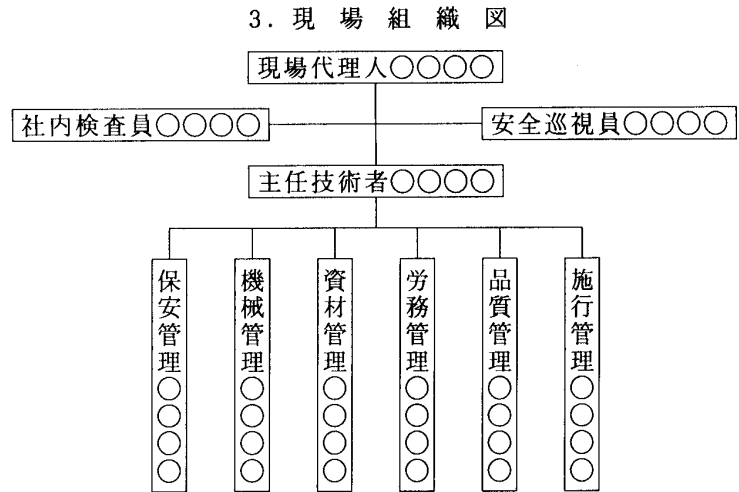 3. 現場組織図
現場代理人○○○○
社内検査員○○○○
安全巡視員○○○○
主任技術者○○○○
保安管理○○○○
機械管理○○○○
資材管理○○○○
労務管理○○○○
品質管理○○○○
施行管理○○○○